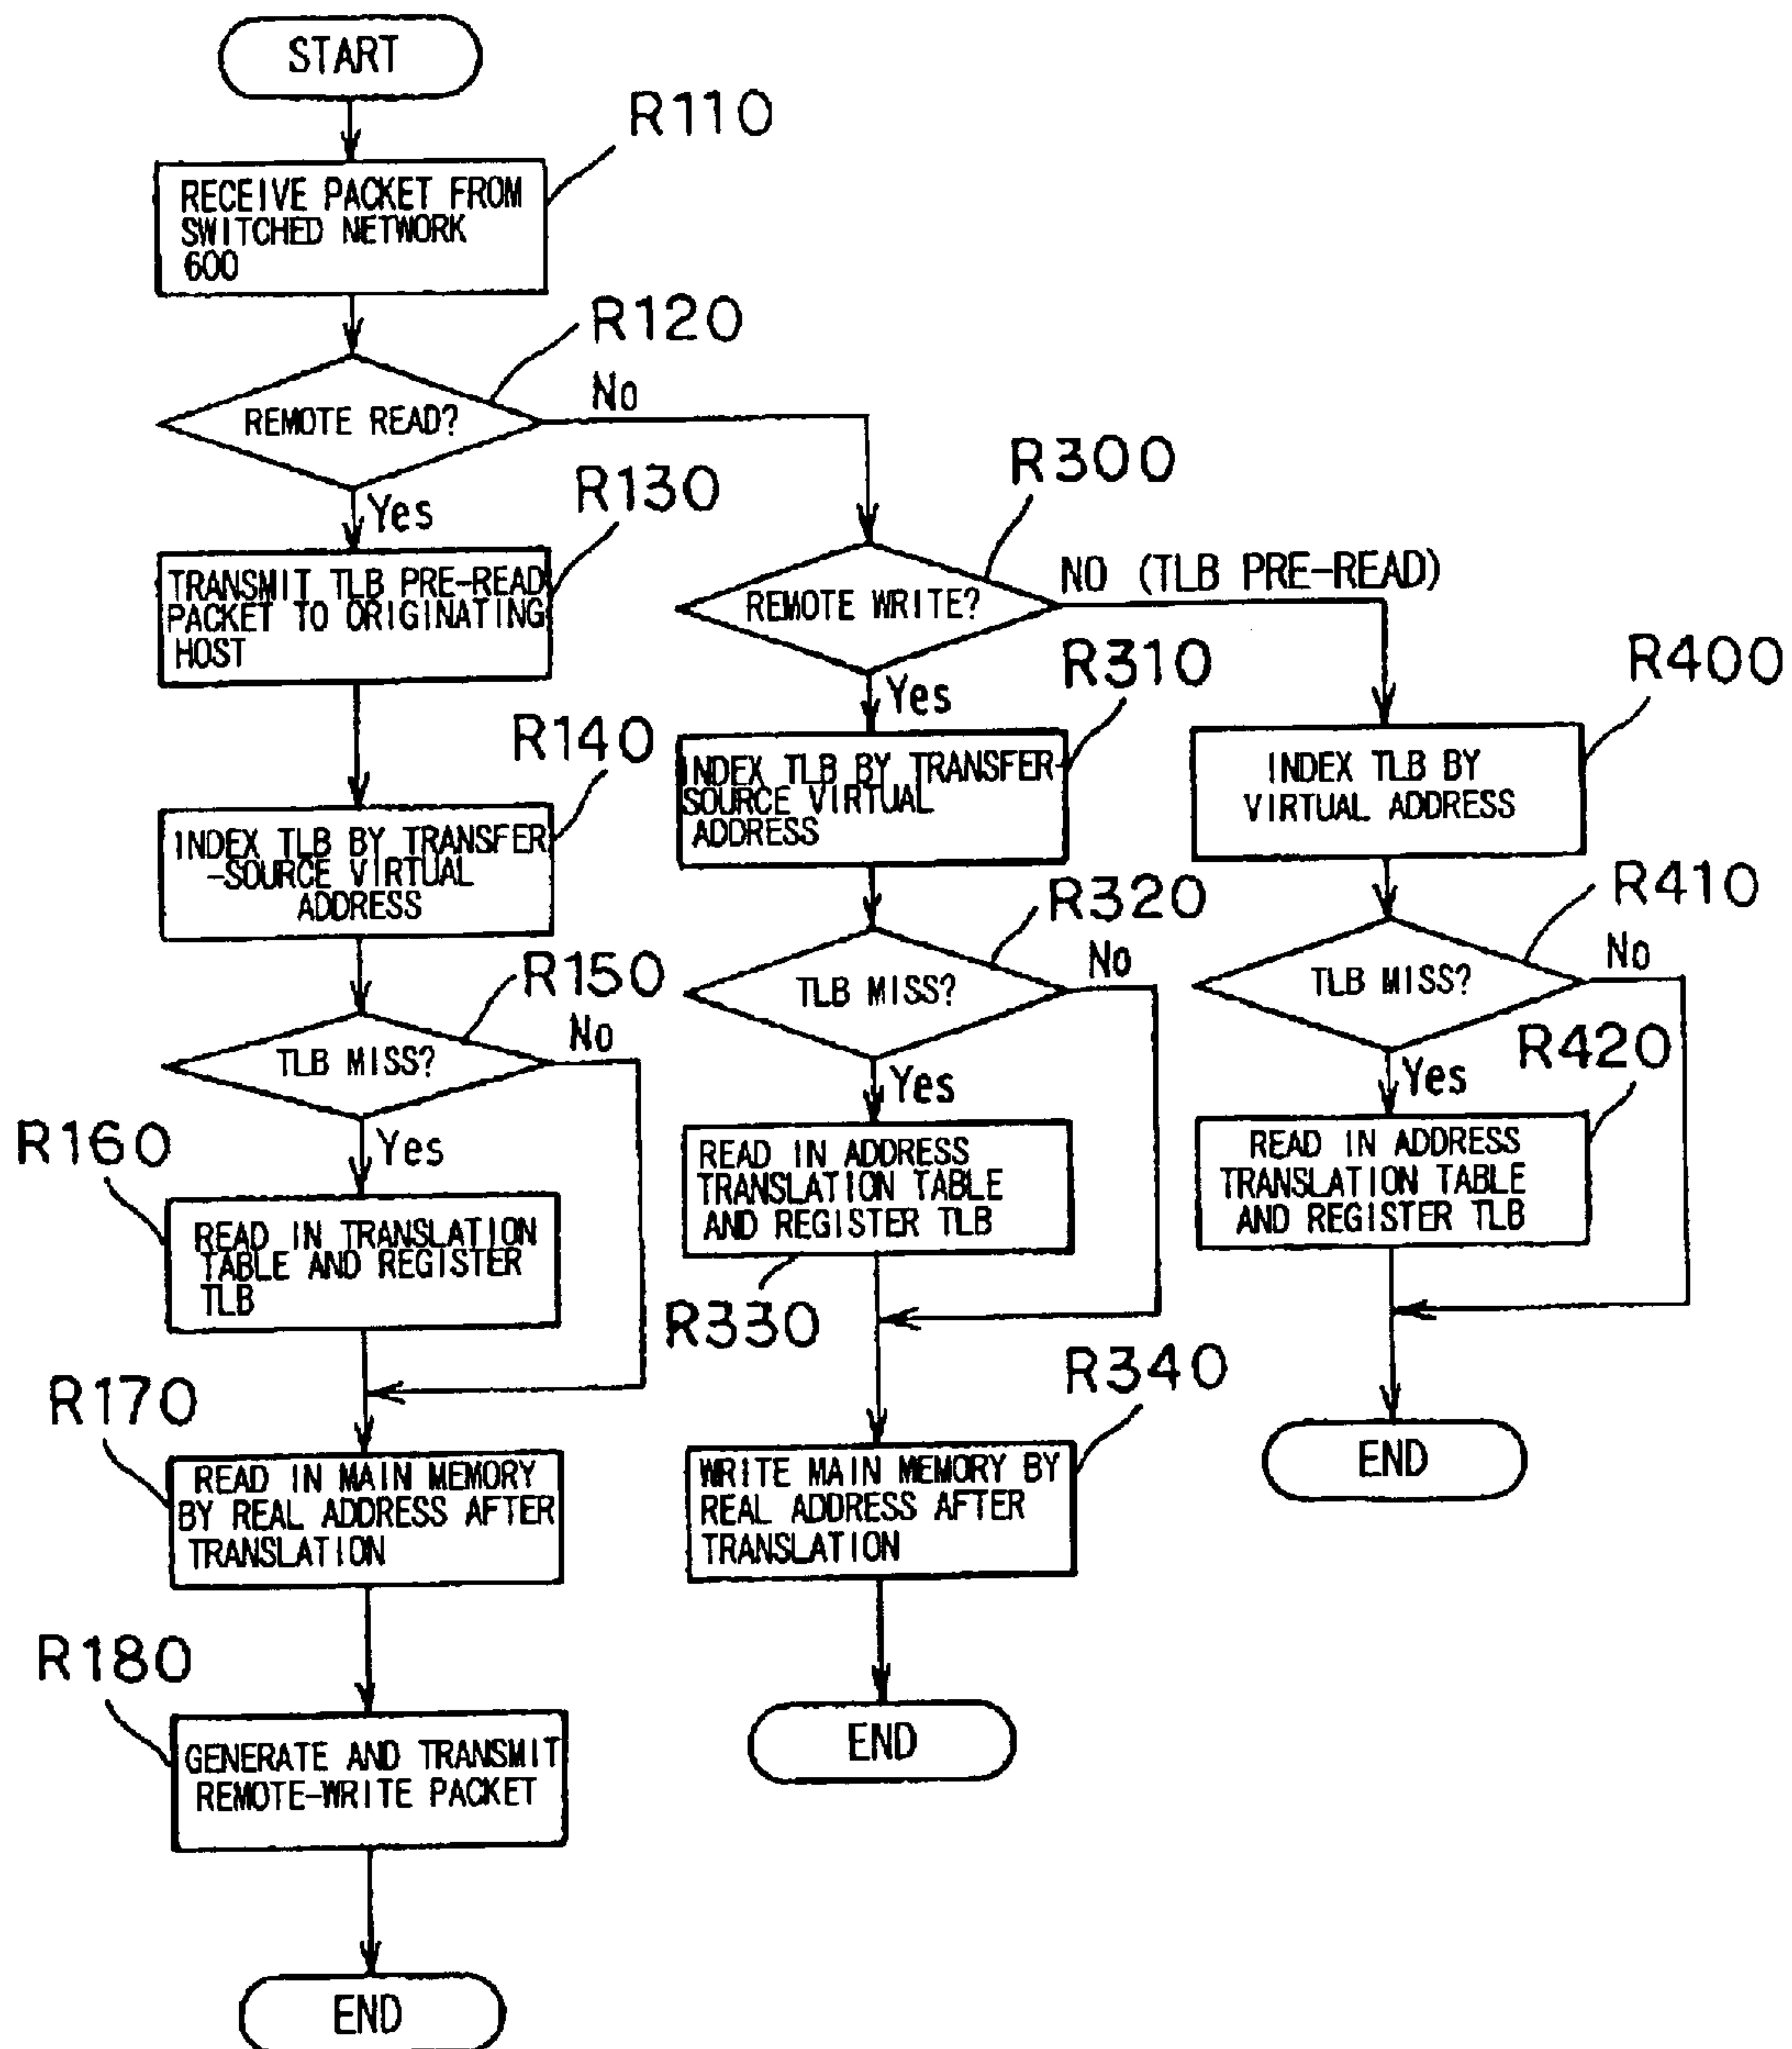 START
R110
RECEIVE PACKET FROM
SWITCHED NETWORK
600
R120
REMOTE READ?
No
Yes
R130
TRANSMIT TLB PRE-READ
PACKET TO ORIGINATING
HOST
R140
INDEX TLB BY TRANSFER
-SOURCE VIRTUAL
ADDRESS
R150
TLB MISS?
No
Yes
R160
READ IN TRANSLATION
TABLE AND REGISTER
TLB
R170
READ IN MAIN MEMORY
BY REAL ADDRESS AFTER
TRANSLATION
R180
GENERATE AND TRANSMIT
REMOTE-WRITE PACKET
END
R300
REMOTE WRITE?
NO (TLB PRE-READ)
Yes
R310
INDEX TLB BY TRANSFER-
SOURCE VIRTUAL
ADDRESS
R320
TLB MISS?
No
Yes
READ IN ADDRESS
TRANSLATION TABLE
AND REGISTER TLB
R330
R340
WRITE MAIN MEMORY BY
REAL ADDRESS AFTER
TRANSLATION
END
R400
INDEX TLB BY
VIRTUAL ADDRESS
R410
TLB MISS?
No
Yes
R420
READ IN ADDRESS
TRANSLATION TABLE
AND REGISTER TLB
END